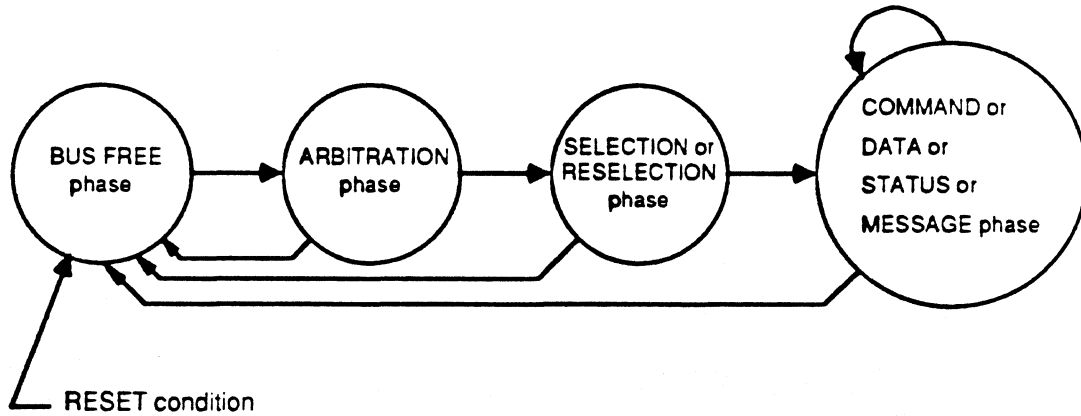 BUS FREE
phase
ARBITRATION
phase
SELECTION or
RESELECTION
phase
COMMAND or
DATA or
STATUS or
MESSAGE phase
RESET condition